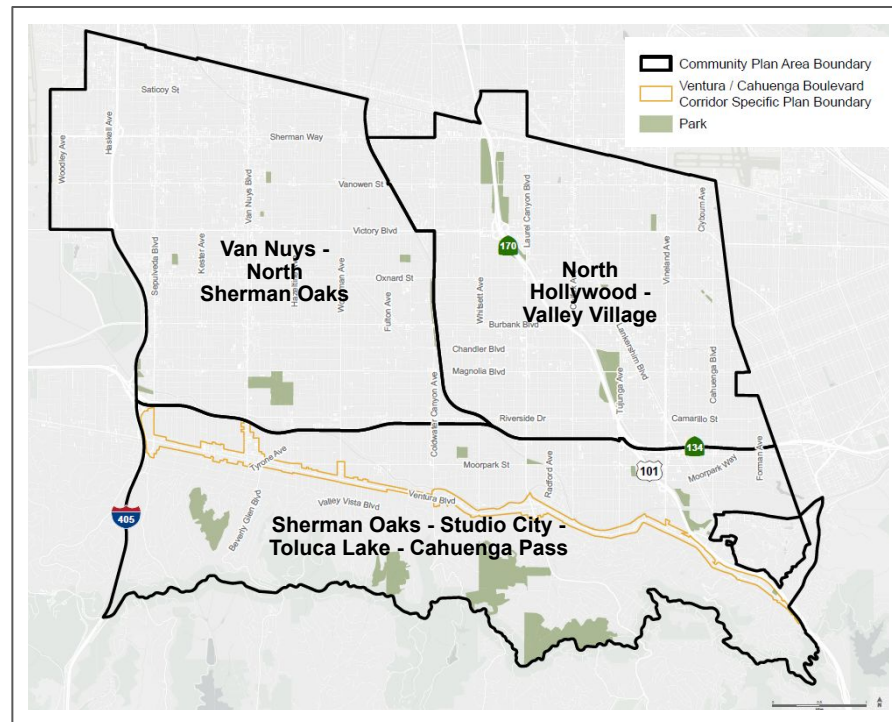 Community Plan Area Boundary
Ventura / Cahuenga Boulevard
Corridor Specific Plan Boundary
Park
Saticoy St
Woodley Ave
Haskell Ave
Sherman Way
Van Nuys Blvd
Vanowen St
Laurel Canyon Blvd
Clybourn Ave
Sepulveda Blvd
Kester Ave
Victory Blvd
170
Vineland Ave
Van Nuys -
North
Sherman Oaks
Oxnard St
Fulton Ave
Whitsett Ave
North
Hollywood -
Valley Village
Burbank Blvd
Lankershim Blvd
Chandler Blvd
Magnolia Blvd
Coldwater Canyon Ave
Tujunga Ave
Cahuenga Blvd
Riverside Dr
Camarillo St
134
Tyrone Ave
Moorpark St
Radford Ave
101
Moorpark Way
Forman Ave
405
Beverly Glen Blvd
Valley Vista Blvd
Ventura Blvd
Sherman Oaks - Studio City -
Toluca Lake - Cahuenga Pass